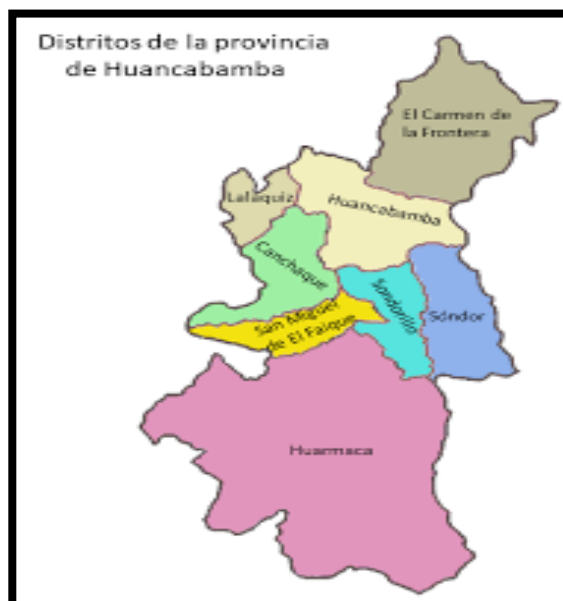 Distritos de la provincia
de Huancabamba
El Carmen de
la Frontera
Lalaquiz
Huancabamba
Canchaque
Sondorillo
Sóndor
San Miguel
de El Faique
Huarmaca